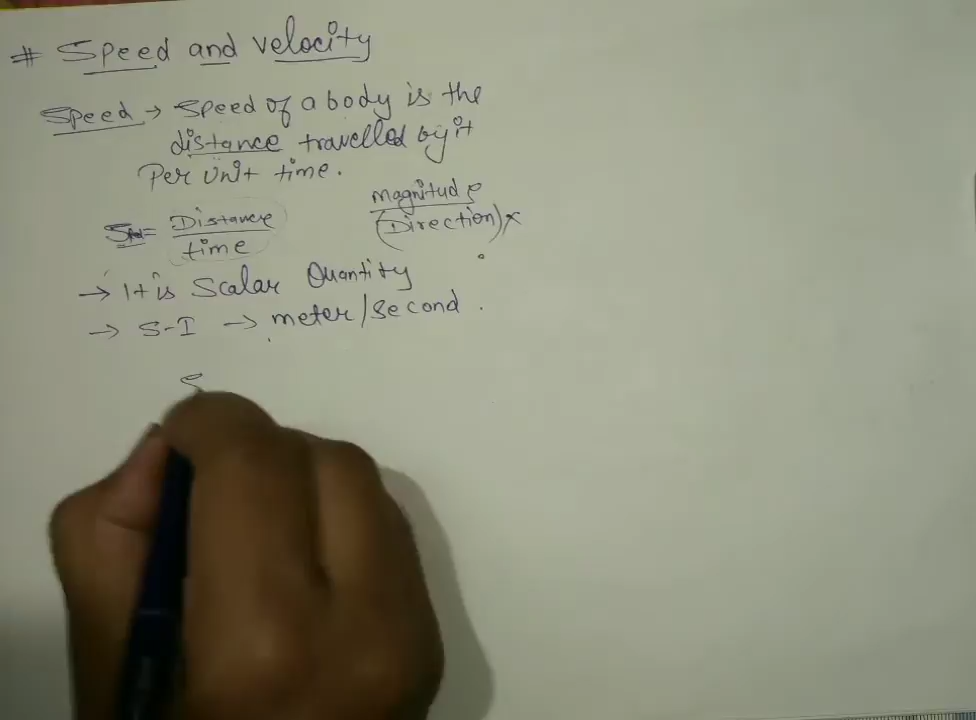 # Speed and velocity
Speed → Speed of a body is the
distance travelled by it
Per Unit time.
magnitude
(Direction) x
= Distance
time
→ It is Scalar Quantity
→ S-I → meter/Second.
S